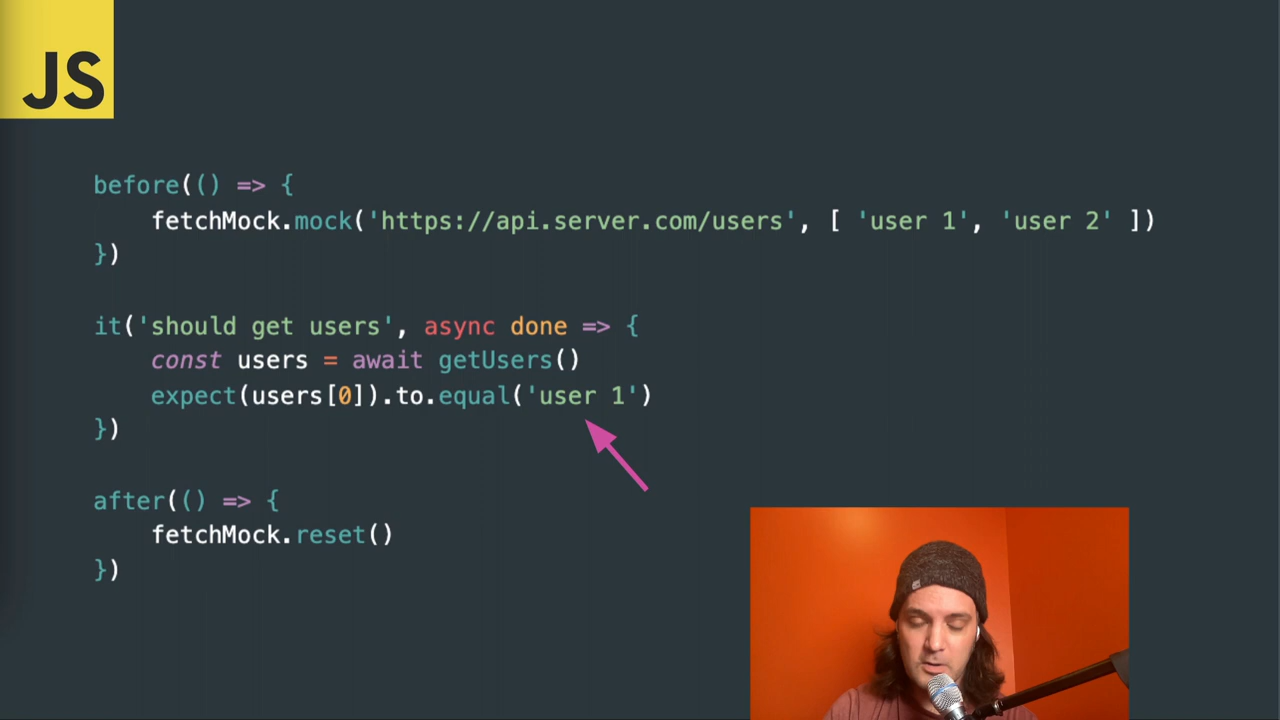 JS
before(() => {
    fetchMock.mock('https://api.server.com/users', [ 'user 1', 'user 2' ])
})
it('should get users', async done => {
    const users = await getUsers()
    expect(users[0]).to.equal('user 1')
})
after(() => {
    fetchMock.reset()
})